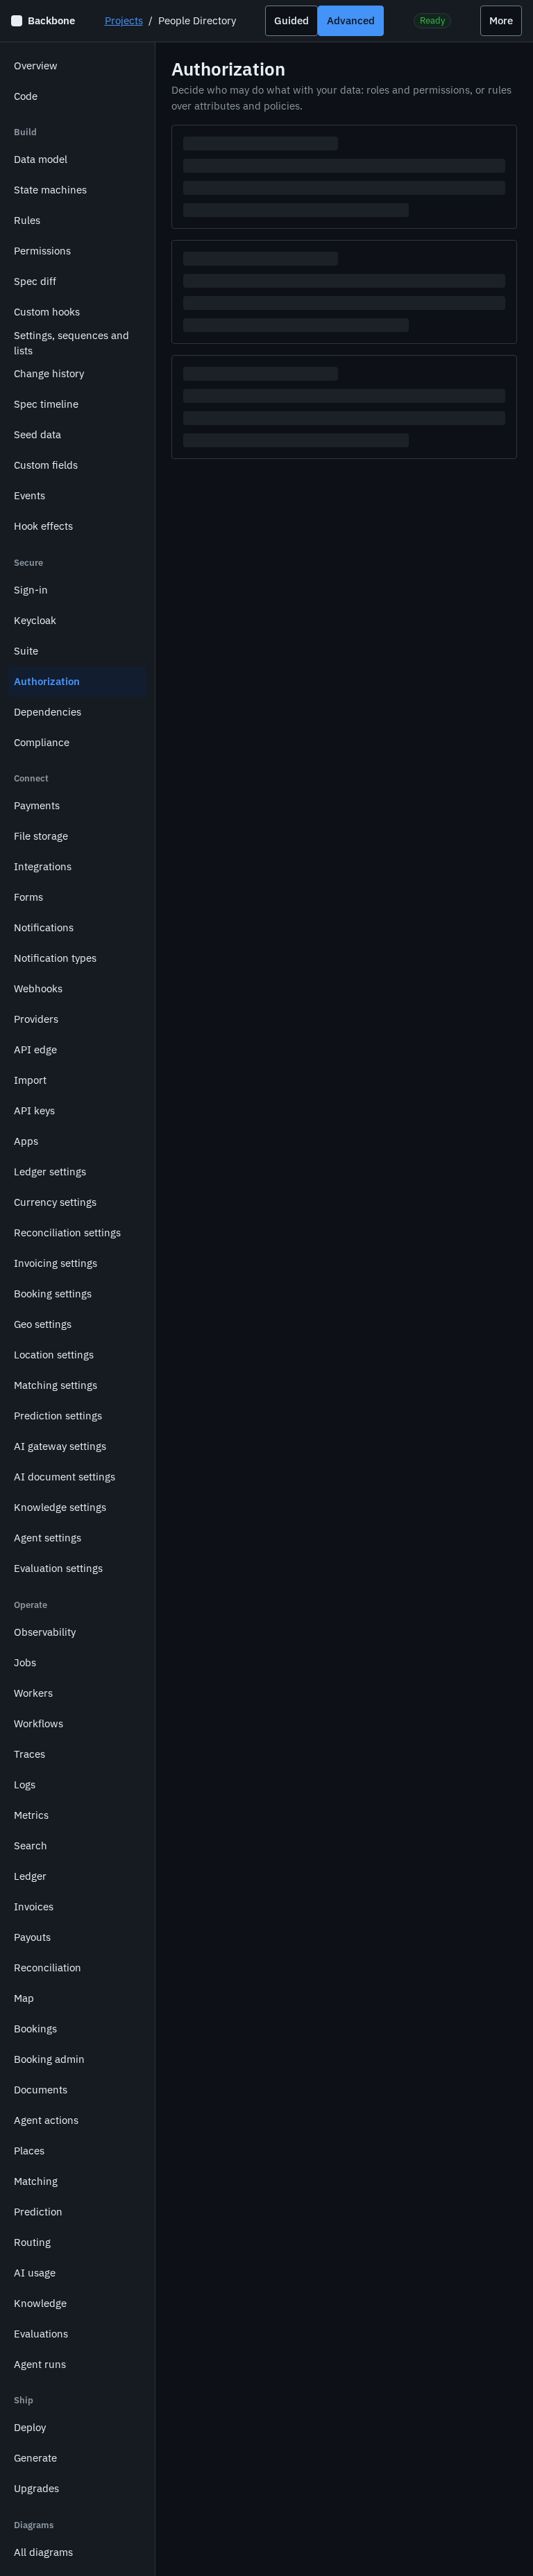 Backbone
Projects / People Directory
Guided
Advanced
Ready
More
Overview
Code
Build
Data model
State machines
Rules
Permissions
Spec diff
Custom hooks
Settings, sequences and
lists
Change history
Spec timeline
Seed data
Custom fields
Events
Hook effects
Secure
Sign-in
Keycloak
Suite
Authorization
Dependencies
Compliance
Connect
Payments
File storage
Integrations
Forms
Notifications
Notification types
Webhooks
Providers
API edge
Import
API keys
Apps
Ledger settings
Currency settings
Reconciliation settings
Invoicing settings
Booking settings
Geo settings
Location settings
Matching settings
Prediction settings
AI gateway settings
AI document settings
Knowledge settings
Agent settings
Evaluation settings
Operate
Observability
Jobs
Workers
Workflows
Traces
Logs
Metrics
Search
Ledger
Invoices
Payouts
Reconciliation
Map
Bookings
Booking admin
Documents
Agent actions
Places
Matching
Prediction
Routing
AI usage
Knowledge
Evaluations
Agent runs
Ship
Deploy
Generate
Upgrades
Diagrams
All diagrams
Authorization
Decide who may do what with your data: roles and permissions, or rules
over attributes and policies.